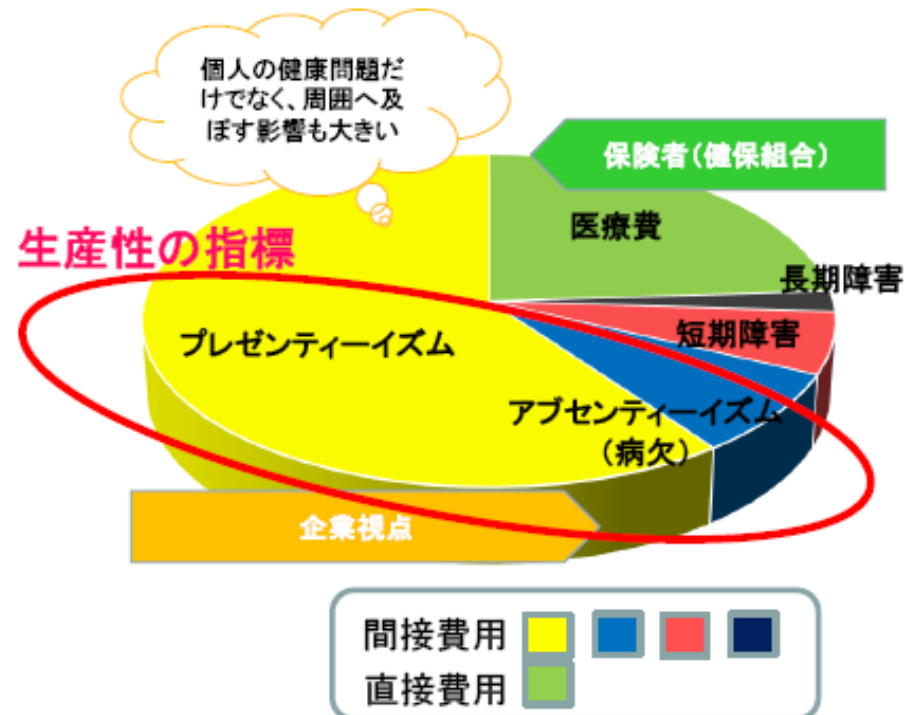 個人の健康問題だ
けでなく、周囲へ及
ぼす影響も大きい
保険者(健保組合)
医療費
生産性の指標
長期障害
短期障害
プレゼンティーイズム
アブセンティーイズム
(病欠)
企業視点
間接費用
直接費用